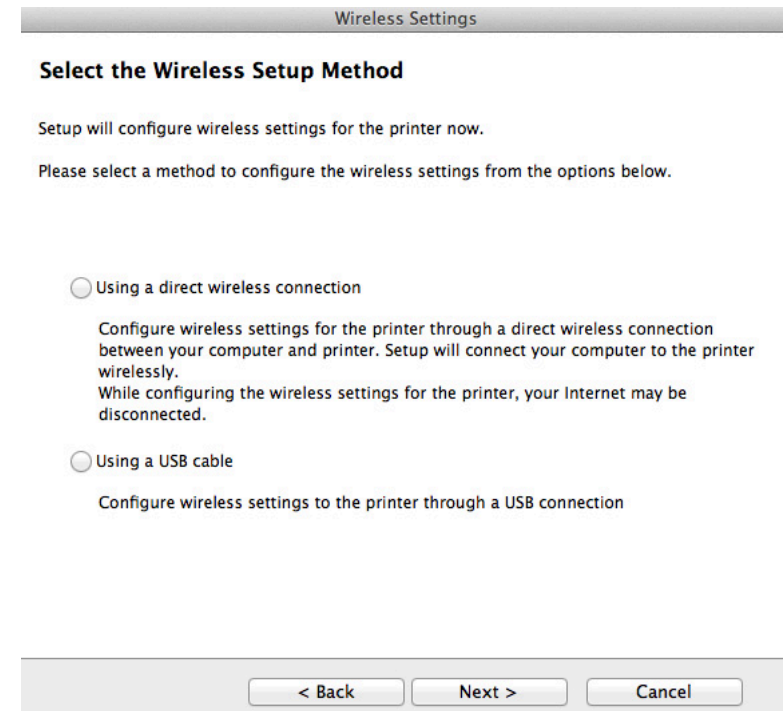 Wireless Settings
Select the Wireless Setup Method
Setup will configure wireless settings for the printer now.
Please select a method to configure the wireless settings from the options below.
Using a direct wireless connection
Configure wireless settings for the printer through a direct wireless connection
between your computer and printer. Setup will connect your computer to the printer
wirelessly.
While configuring the wireless settings for the printer, your Internet may be
disconnected.
Using a USB cable
Configure wireless settings to the printer through a USB connection
< Back Next > Cancel